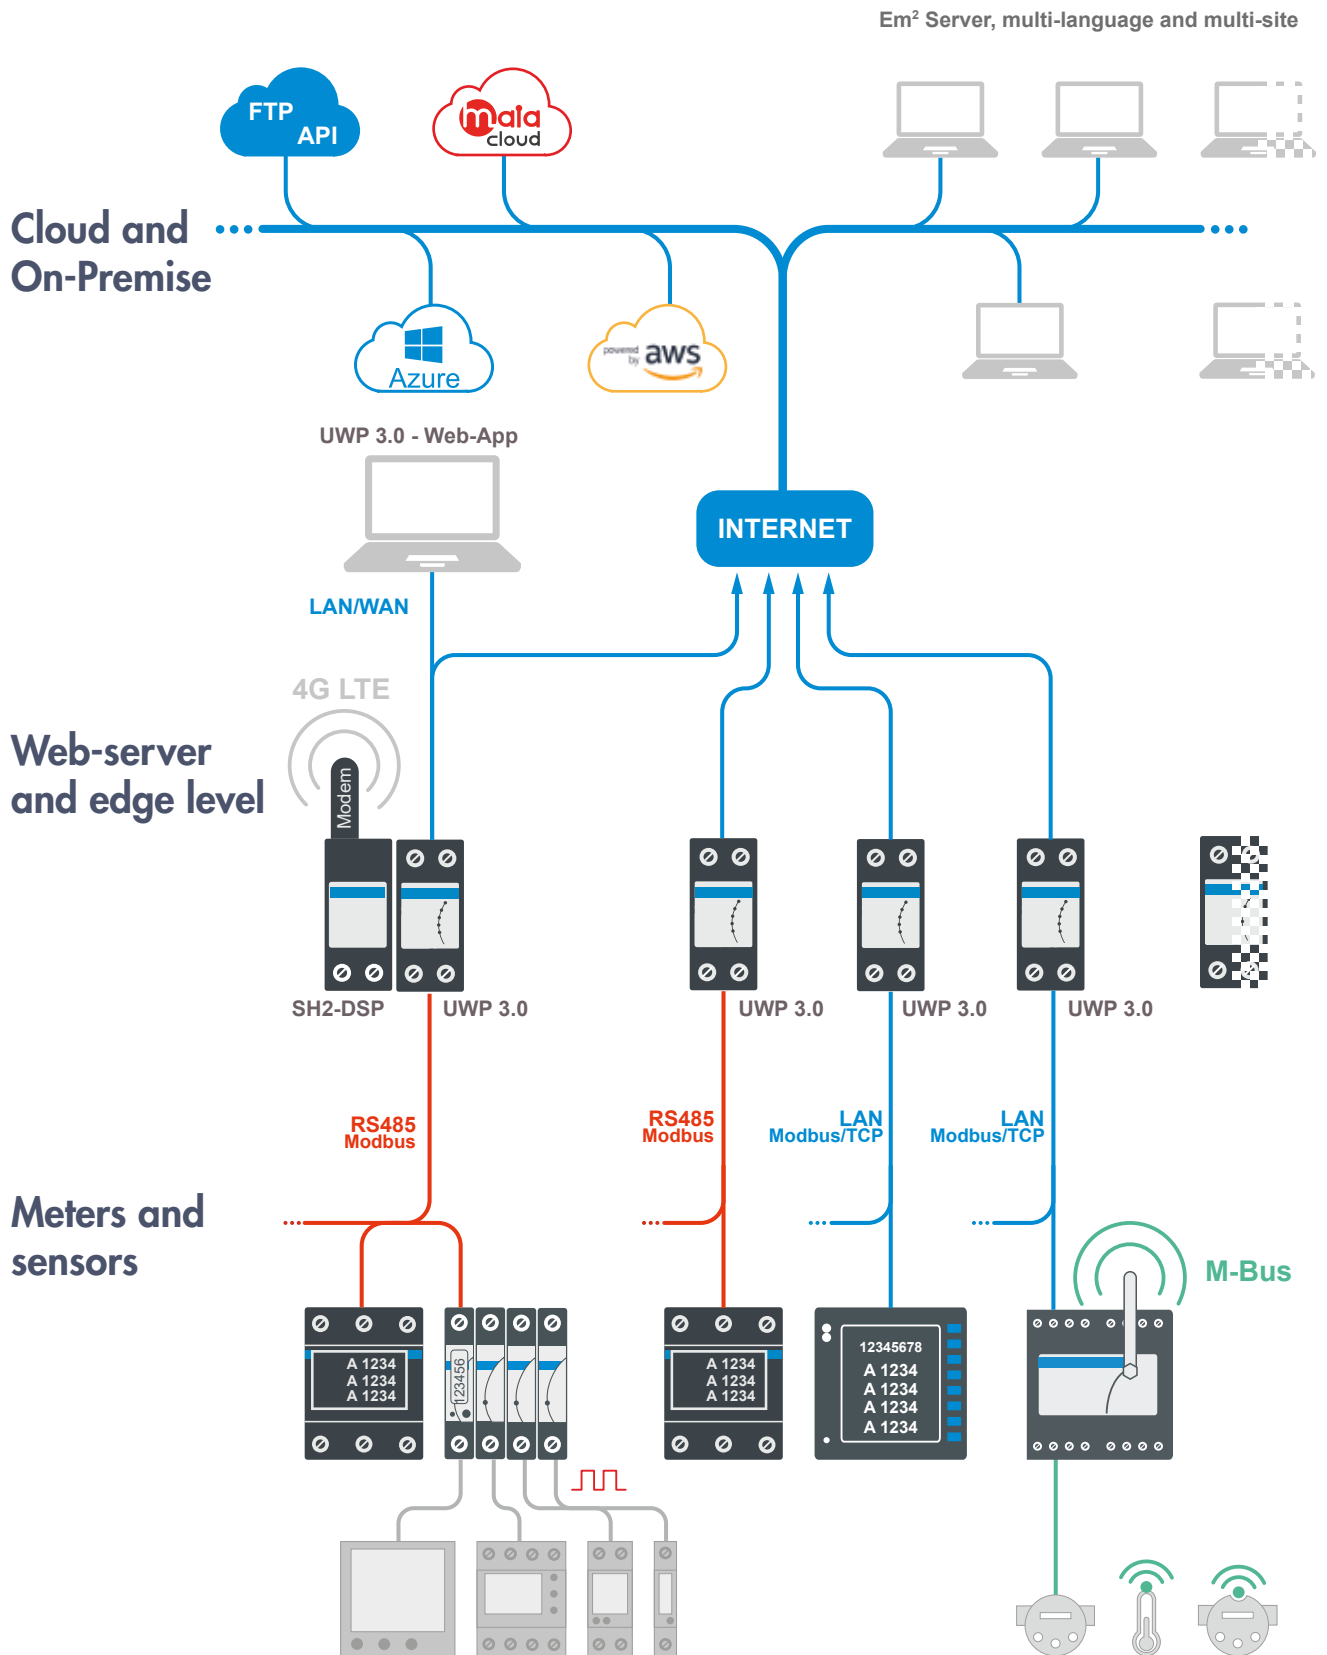 Em² Server, multi-language and multi-site
FTP
API
maia
cloud
Cloud and
On-Premise
Azure
powered
by
aws
UWP 3.0 - Web-App
INTERNET
LAN/WAN
4G LTE
Web-server
and edge level
Modem
SH2-DSP
UWP 3.0
UWP 3.0
UWP 3.0
UWP 3.0
RS485
Modbus
RS485
Modbus
LAN
Modbus/TCP
LAN
Modbus/TCP
Meters and
sensors
M-Bus
A 1234
A 1234
A 1234
123456
A 1234
A 1234
A 1234
12345678
A 1234
A 1234
A 1234
A 1234